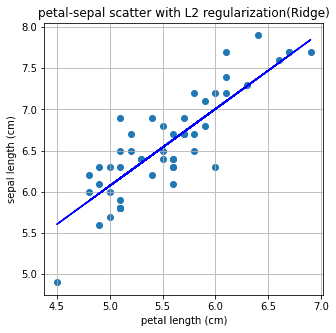 petal-sepal scatter with L2 regularization(Ridge)
8.0
7.5
7.0
6.5
6.0
5.5
5.0
sepal length (cm)
4.5 5.0 5.5 6.0 6.5 7.0
petal length (cm)